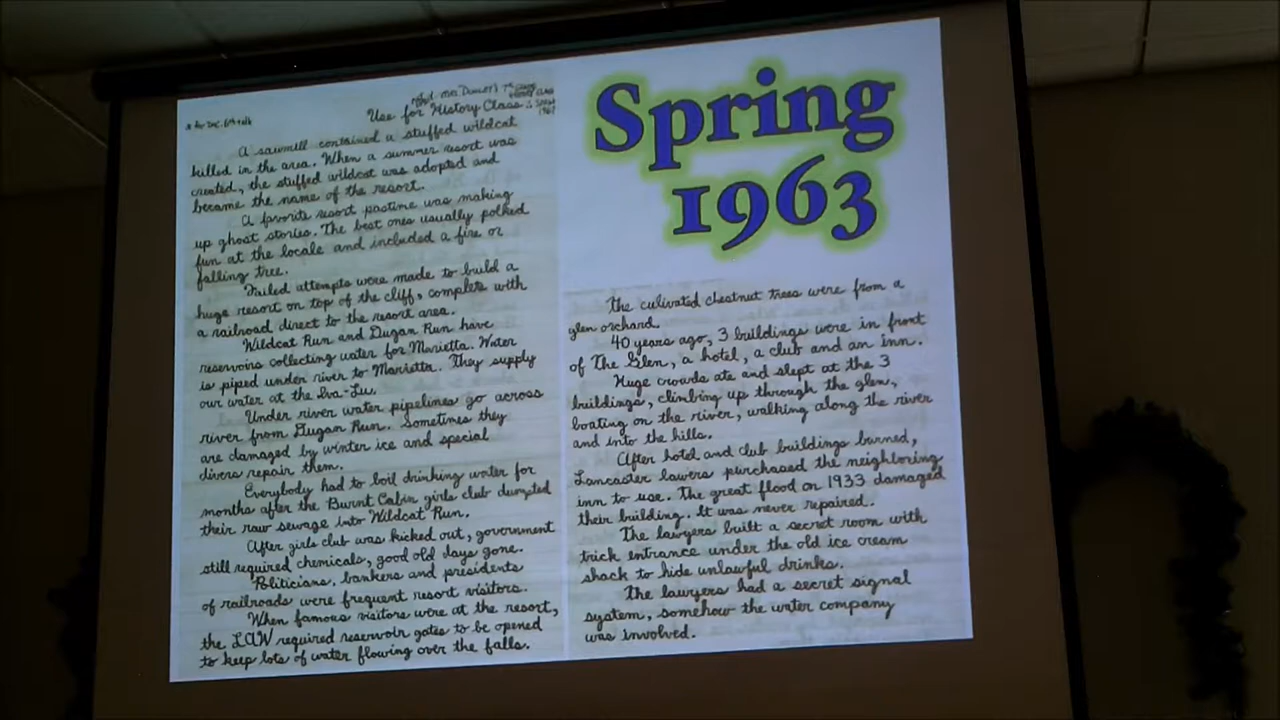 Use for History Class
A sawmill contained a stuffed wildcat
killed in the area. When a summer resort was
created, the stuffed wildcat was adopted and
became the name of the resort.
A favorite resort pastime was making
up ghost stories. The best ones usually polked
fun at the locale and included a fire or
falling tree.
Failed attempts were made to build a
huge resort on top of the cliff, complete with
a railroad direct to the resort area.
Wildcat Run and Dugan Run have
reservoirs collecting water for Marietta. Water
is piped under river to Marietta. They supply
our water at the Iva-Lu.
Under river water pipelines go across
river from Dugan Run. Sometimes they
are damaged by winter ice and special
divers repair them.
Everybody had to boil drinking water for
months after the Burnt Cabin girls club dumpted
their raw sewage into Wildcat Run.
After girls club was kicked out, government
still required chemicals, good old days gone.
Politicians, bankers and presidents
of railroads were frequent resort visitors.
When famous visitors were at the resort,
the LAW required reservoir gates to be opened
to keep lots of water flowing over the falls.
Spring
1963
The cultivated chestnut trees were from a
glen orchard.
40 years ago, 3 buildings were in front
of The Glen, a hotel, a club and an inn.
Huge crowds ate and slept at the 3
buildings, climbing up through the glen,
boating on the river, walking along the river
and into the hills.
After hotel and club buildings burned,
Lancaster lawers purchased the neighboring
inn to use. The great flood on 1933 damaged
their building. It was never repaired.
The lawyers built a secret room with
trick entrance under the old ice cream
shack to hide unlawful drinks.
The lawyers had a secret signal
system, somehow the water company
was involved.